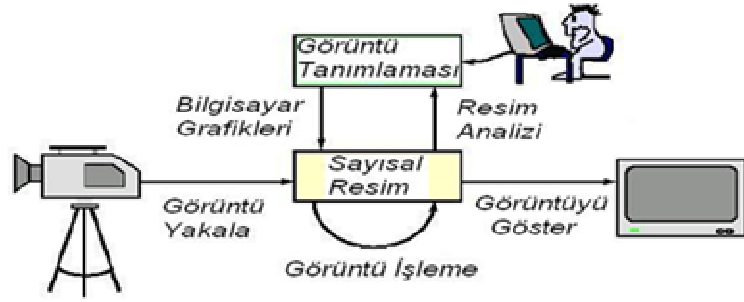 Görüntü
Tanımlaması
Bilgisayar
Grafikleri
Resim
Analizi
Sayısal
Resim
Görüntü
Yakala
Görüntüyü
Göster
Görüntü İşleme